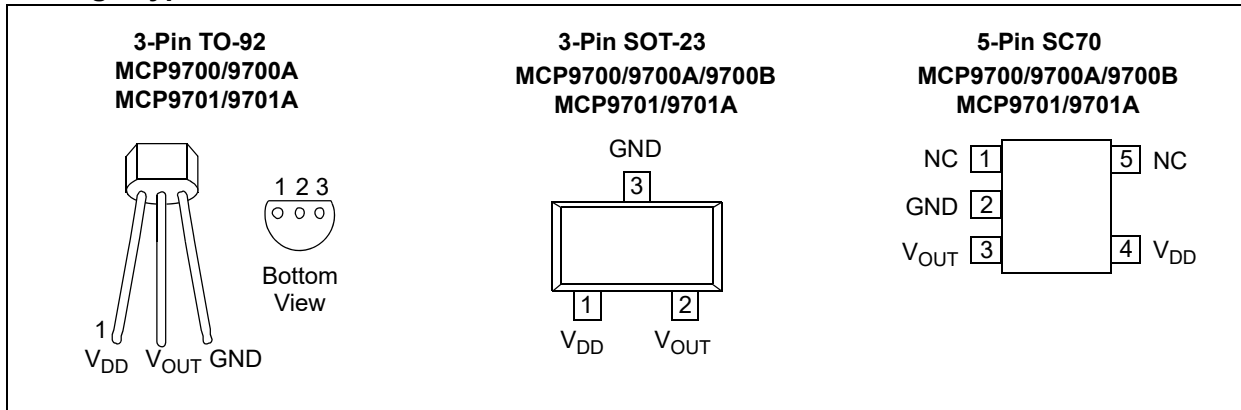 3-Pin TO-92
MCP9700/9700A
MCP9701/9701A
1 2 3
Bottom
View
1
VDD VOUT GND
3-Pin SOT-23
MCP9700/9700A/9700B
MCP9701/9701A
GND
3
1 2
VDD VOUT
5-Pin SC70
MCP9700/9700A/9700B
MCP9701/9701A
NC 1 5 NC
GND 2
VOUT 3 4 VDD